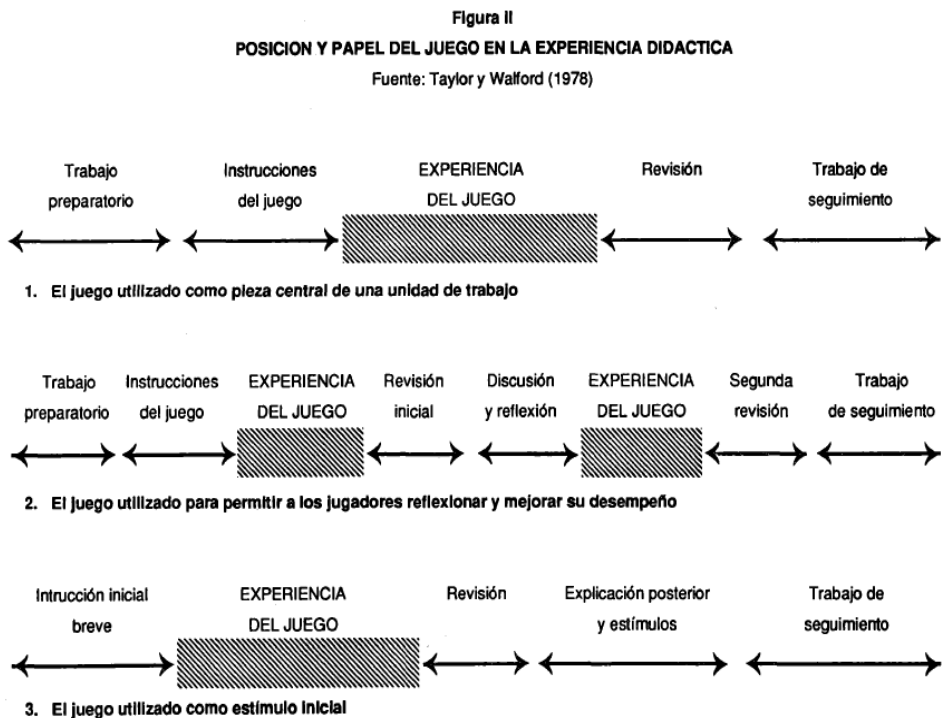 Figura II
POSICION Y PAPEL DEL JUEGO EN LA EXPERIENCIA DIDACTICA
Fuente: Taylor y Walford (1978)
Trabajo preparatorio
Instrucciones del juego
EXPERIENCIA DEL JUEGO
Revisión
Trabajo de seguimiento
1. El juego utilizado como pieza central de una unidad de trabajo
Trabajo preparatorio
Instrucciones del juego
EXPERIENCIA DEL JUEGO
Revisión inicial
Discusión y reflexión
EXPERIENCIA DEL JUEGO
Segunda revisión
Trabajo de seguimiento
2. El juego utilizado para permitir a los jugadores reflexionar y mejorar su desempeño
Intrucción inicial breve
EXPERIENCIA DEL JUEGO
Revisión
Explicación posterior y estímulos
Trabajo de seguimiento
3. El juego utilizado como estímulo inicial